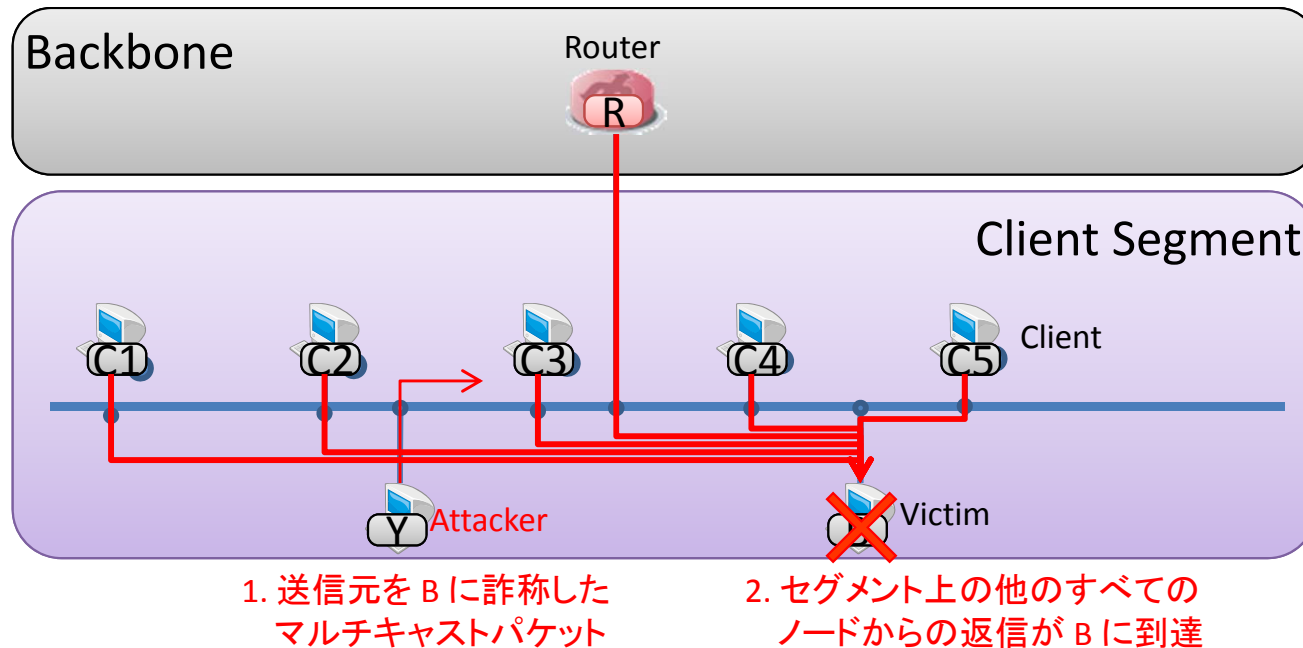 Backbone
Router
R
Client Segment
C1
C2
C3
C4
C5
Client
Y
Attacker
Victim
1. 送信元を B に詐称した
マルチキャストパケット
2. セグメント上の他のすべての
ノードからの返信が B に到達